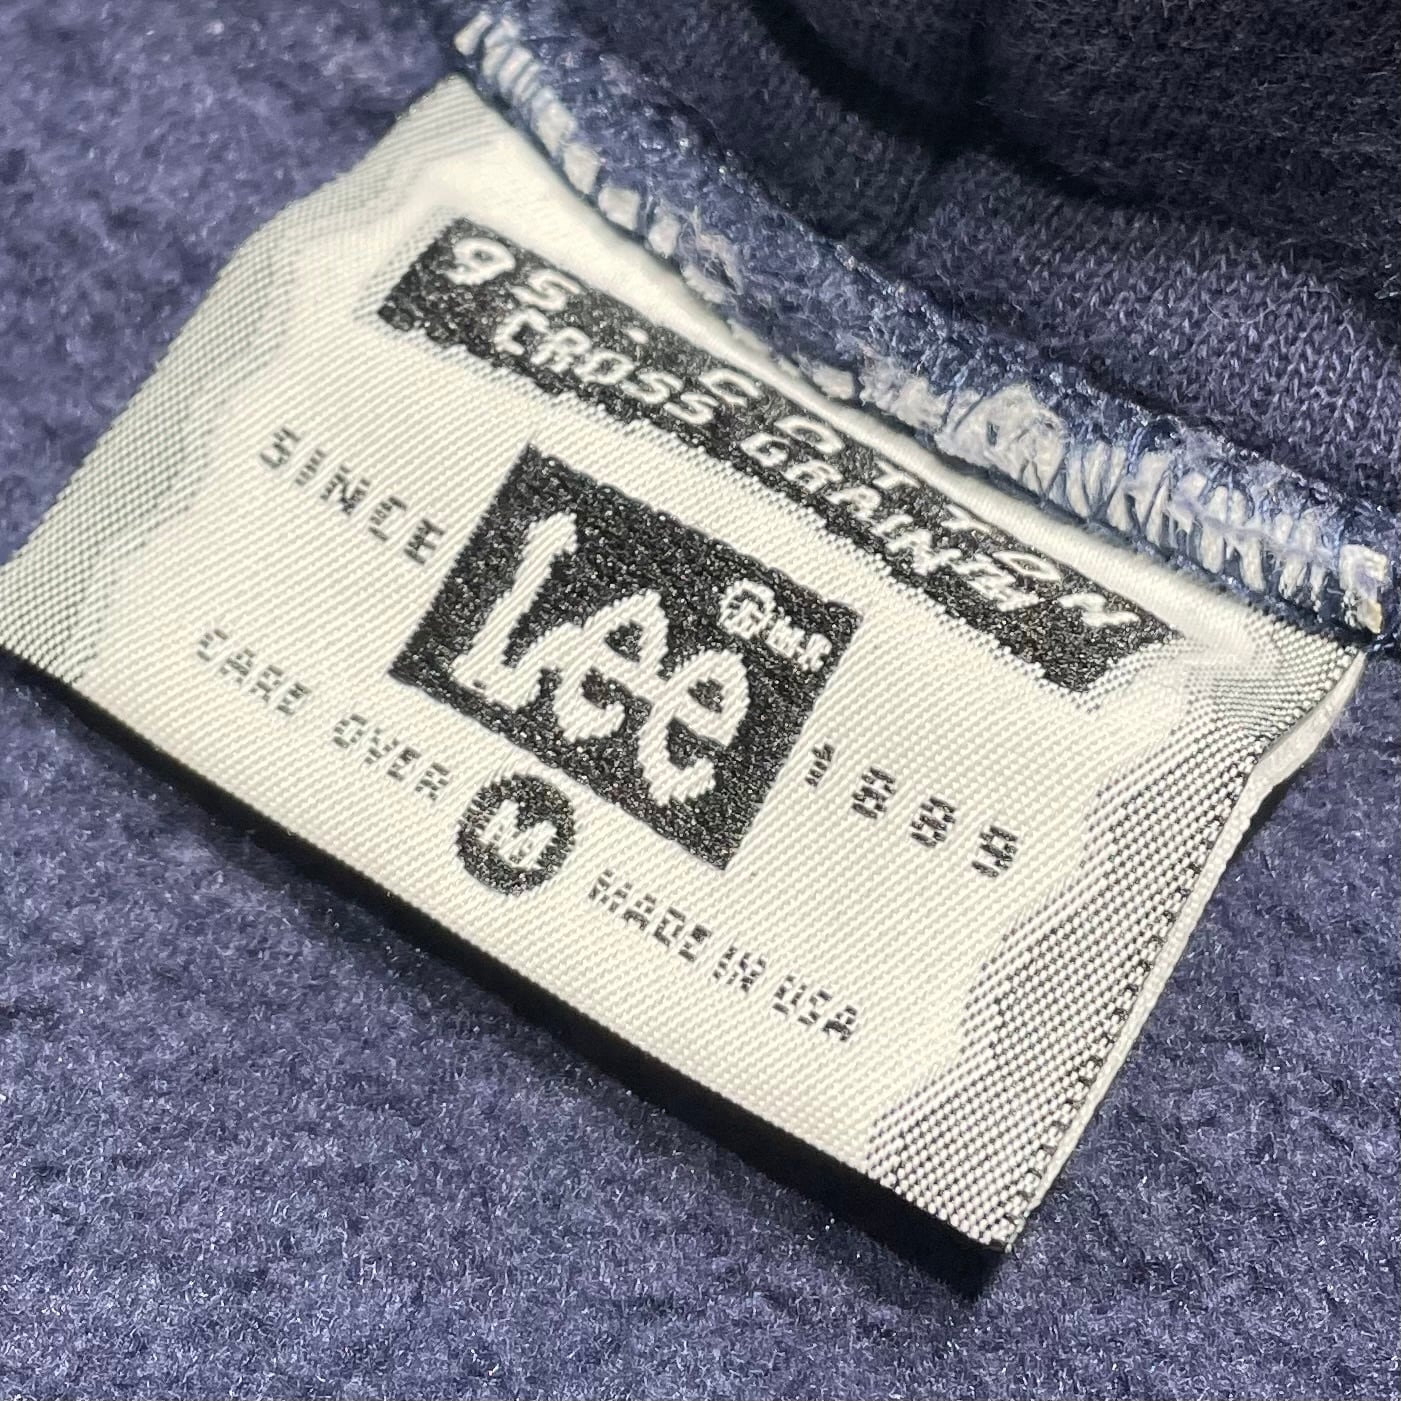 95 · COTTON
CROSS GRAIN
SINCE Lee 1889
CARE OVER M MADE IN USA